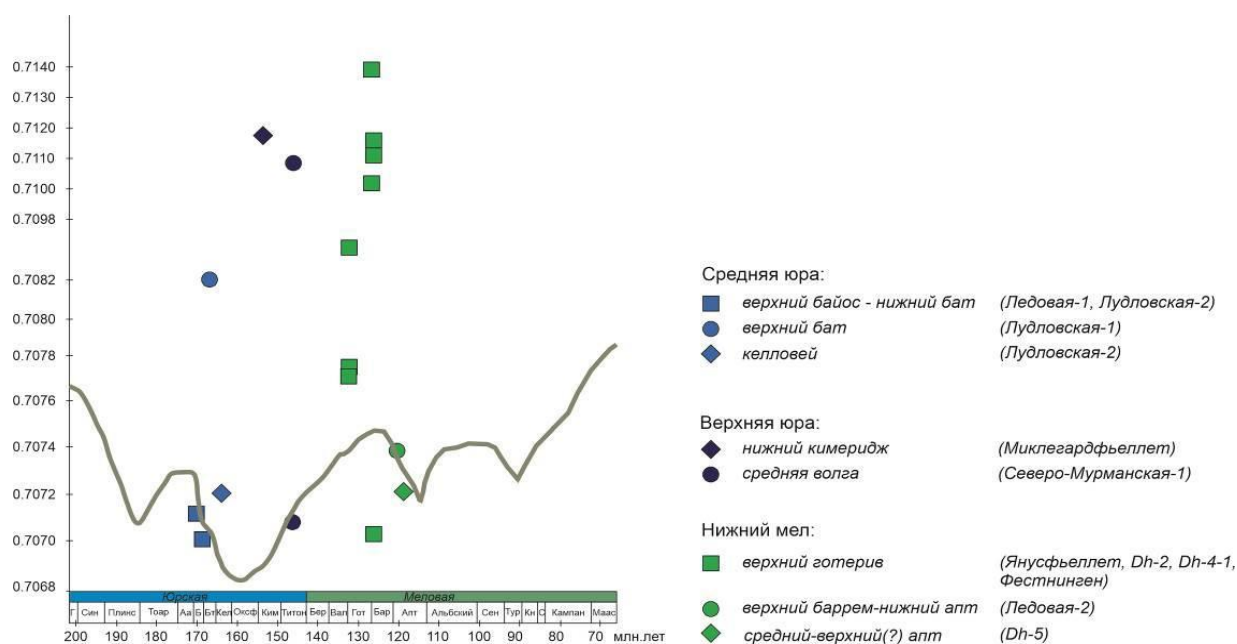 0.7140
0.7130
0.7120
0.7110
0.7100
0.7098
0.7082
0.7080
0.7078
0.7076
0.7074
0.7072
0.7070
0.7068
Юрская Меловая
Г Син Плинс Тоар Аа Б Бт Кел Оксф Ким Титон Бер Вал Гот Бар Апт Альбский Сен Тур Кн С Кампан Маас
200 190 180 170 160 150 140 130 120 110 100 90 80 70 млн.лет
Средняя юра:
верхний байос - нижний бат (Ледовая-1, Лудловская-2)
верхний бат (Лудловская-1)
келловей (Лудловская-2)
Верхняя юра:
нижний кимеридж (Миклегардфьеллет)
средняя волга (Северо-Мурманская-1)
Нижний мел:
верхний готерив (Янусфьеллет, Dh-2, Dh-4-1,
Фестнинген)
верхний баррем-нижний апт (Ледовая-2)
средний-верхний(?) апт (Dh-5)